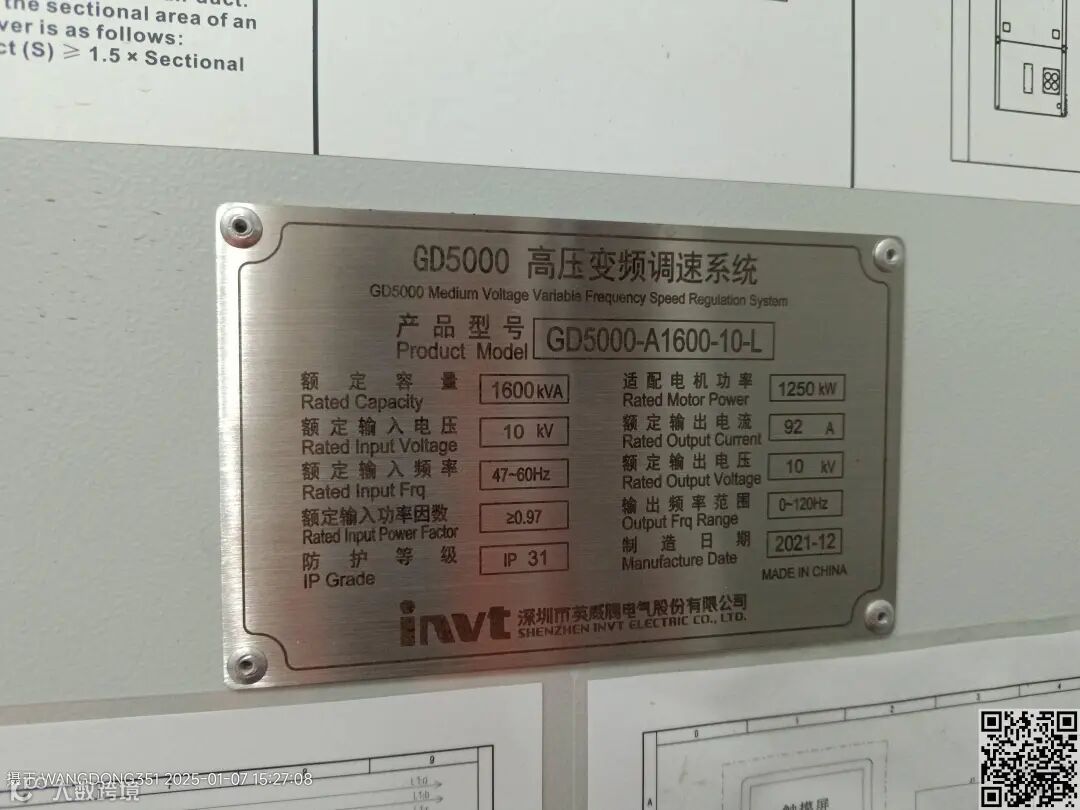 the sectional area of an
ver is as follows:
ct (S) ≥ 1.5 × Sectional
GD5000 高压变频调速系统
GD5000 Medium Voltage Variable Frequency Speed Regulation System
产品型号 GD5000-A1600-10-L
Product Model
额定容量 1600kVA
Rated Capacity
额定输入电压 10 kV
Rated Input Voltage
额定输入频率 47~60Hz
Rated Input Frq
额定输入功率因数 ≥0.97
Rated Input Power Factor
防护等级 IP 31
IP Grade
适配电机功率 1250 kW
Rated Motor Power
额定输出电流 92 A
Rated Output Current
额定输出电压 10 kV
Rated Output Voltage
输出频率范围 0~120Hz
Output Frq Range
制造日期 2021-12
Manufacture Date
MADE IN CHINA
invt 深圳市英威腾电气股份有限公司
SHENZHEN INVT ELECTRIC CO., LTD.
触摸屏
WANGDONG351 2025-01-07 15:27:08
大数跨境